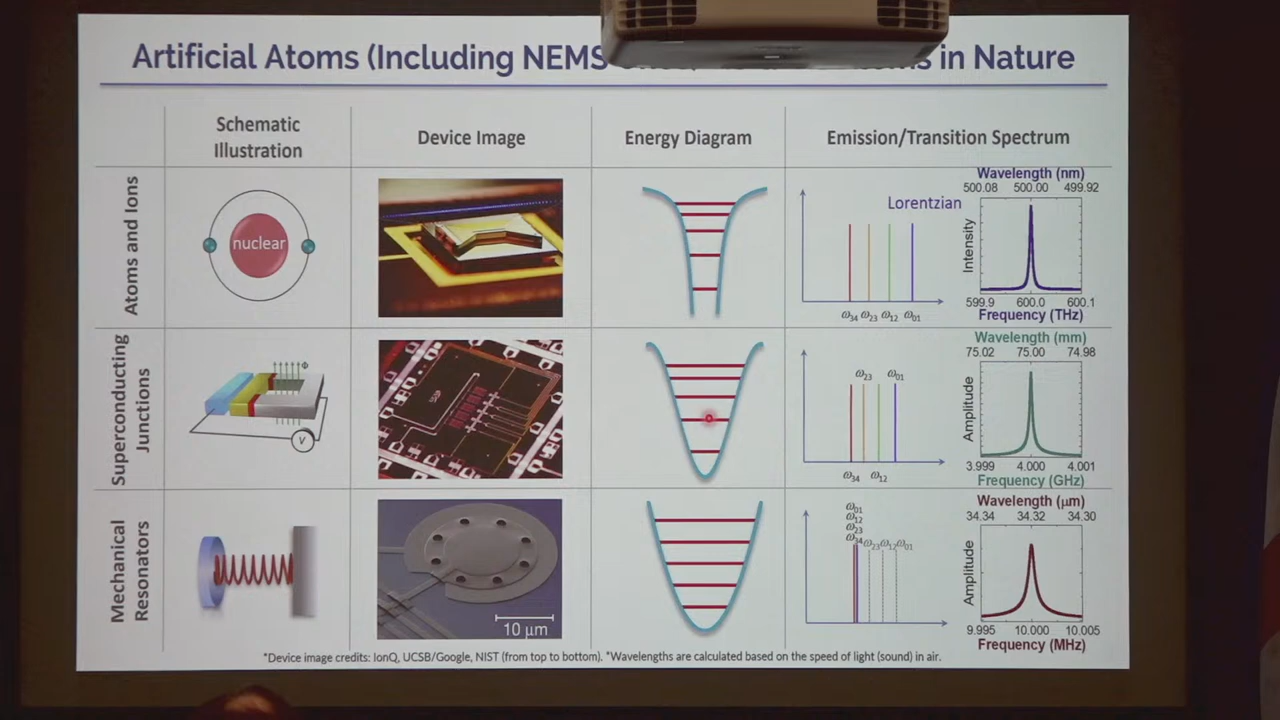 Artificial Atoms (Including NEMS in Nature
Schematic
Illustration
Device Image
Energy Diagram
Emission/Transition Spectrum
Atoms and Ions
nuclear
Lorentzian
ω34 ω23 ω12 ω01
Wavelength (nm)
500.08 500.00 499.92
Intensity
599.9 600.0 600.1
Frequency (THz)
Superconducting
Junctions
Φ
V
ω23 ω01
ω34 ω12
Wavelength (mm)
75.02 75.00 74.98
Amplitude
3.999 4.000 4.001
Frequency (GHz)
Mechanical
Resonators
10 μm
ω01
ω12
ω23
ω34 ω23 ω12 ω01
Wavelength (μm)
34.34 34.32 34.30
Amplitude
9.995 10.000 10.005
Frequency (MHz)
*Device image credits: IonQ, UCSB/Google, NIST (from top to bottom). *Wavelengths are calculated based on the speed of light (sound) in air.